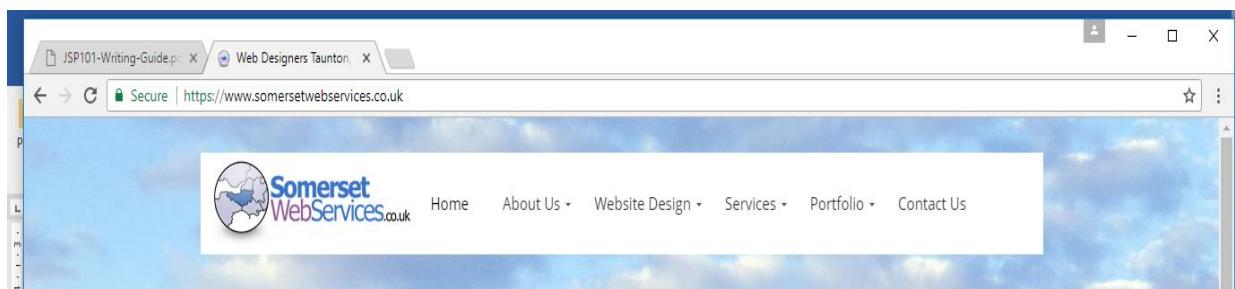 JSP101-Writing-Guide.pc
Web Designers Taunton,
Secure | https://www.somersetwebservices.co.uk
Somerset
WebServices.co.uk
Home About Us Website Design Services Portfolio Contact Us
P
L